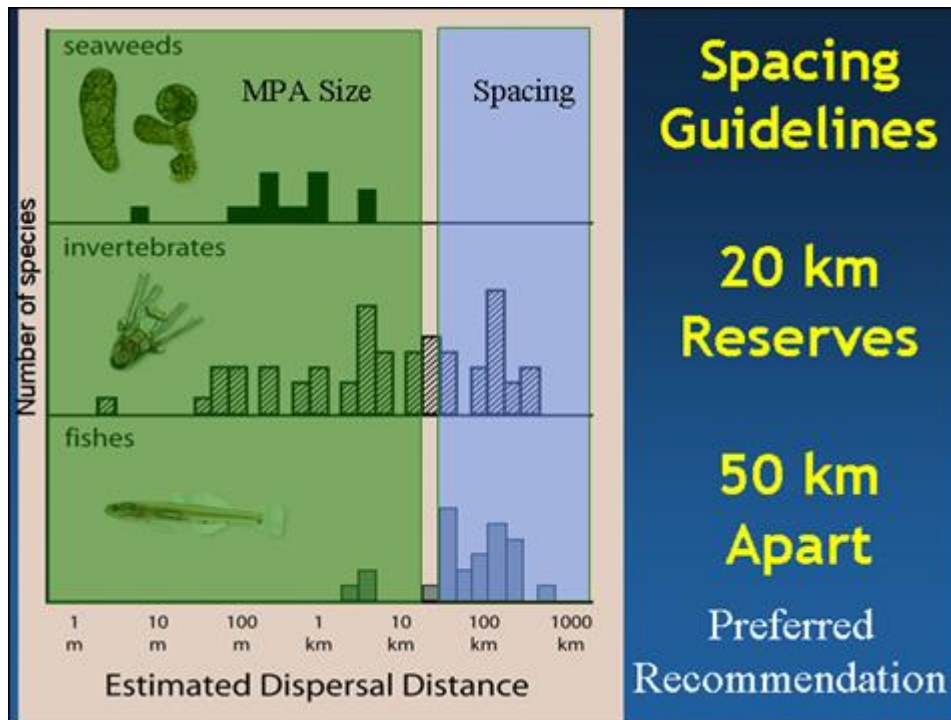 seaweeds
MPA Size
Spacing
Number of species
invertebrates
fishes
1 10 100 1 10 100 1000
m m m km km km km
Estimated Dispersal Distance
Spacing
Guidelines
20 km
Reserves
50 km
Apart
Preferred
Recommendation